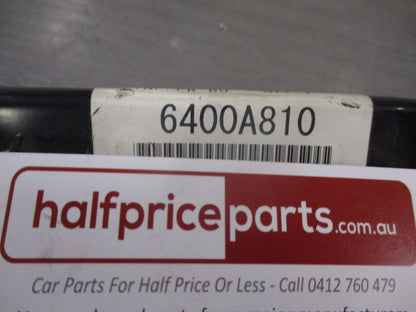 6400A810
halfpriceparts.com.au
Car Parts For Half Price Or Less - Call 0412 760 479